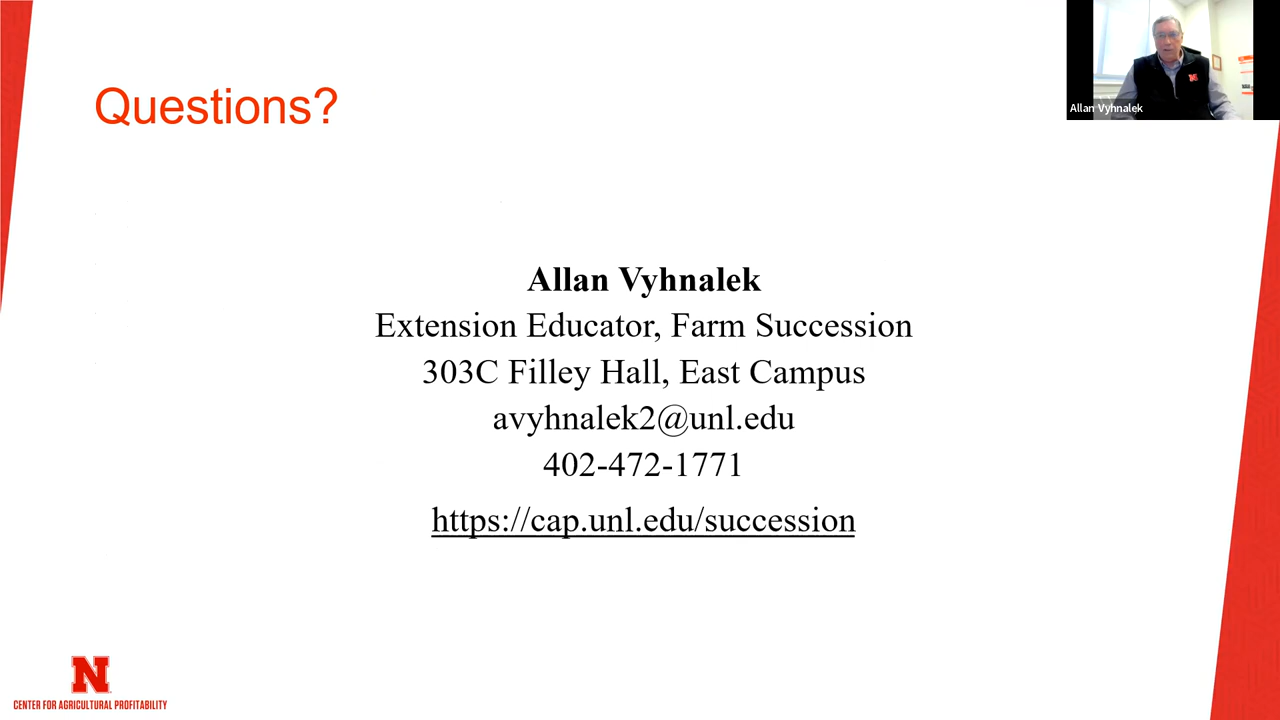 Questions?
Allan Vyhnalek
Allan Vyhnalek
Extension Educator, Farm Succession
303C Filley Hall, East Campus
avyhnalek2@unl.edu
402-472-1771
https://cap.unl.edu/succession
N
CENTER FOR AGRICULTURAL PROFITABILITY